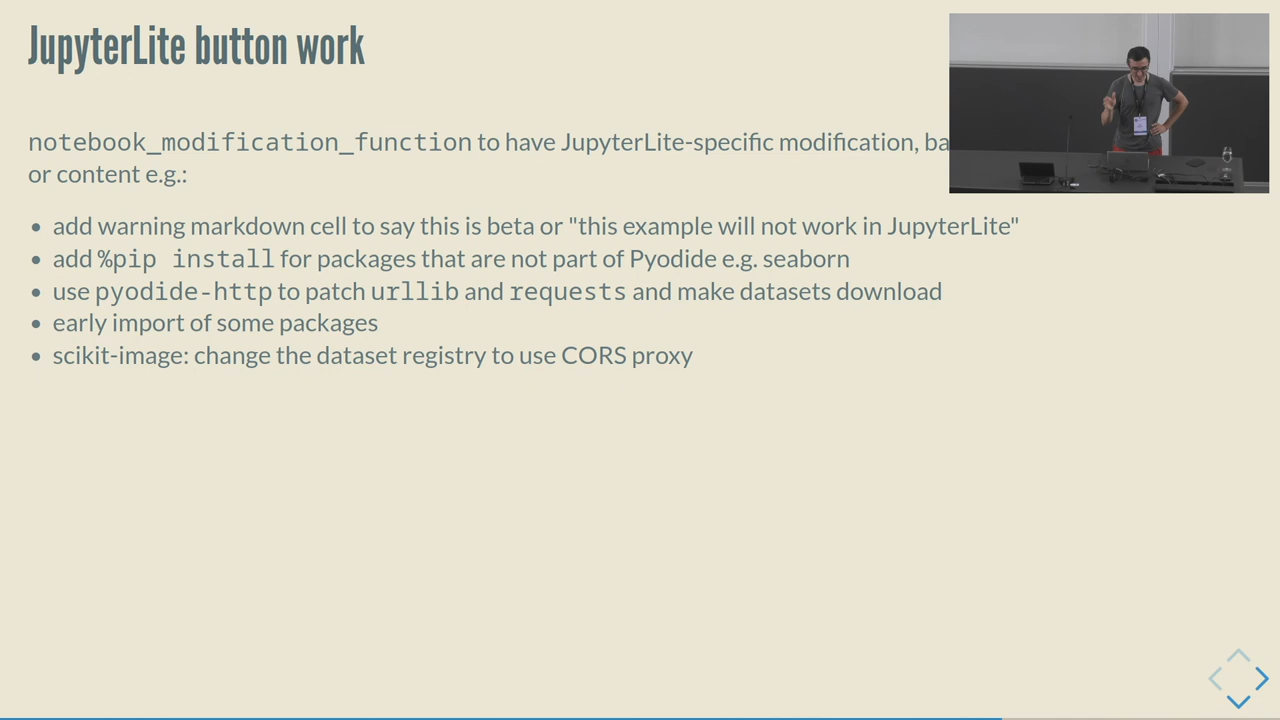 JupyterLite button work
notebook_modification_function to have JupyterLite-specific modification,
or content e.g.:
add warning markdown cell to say this is beta or "this example will not work in JupyterLite"
add %pip install for packages that are not part of Pyodide e.g. seaborn
use pyodide-http to patch urllib and requests and make datasets download
early import of some packages
scikit-image: change the dataset registry to use CORS proxy